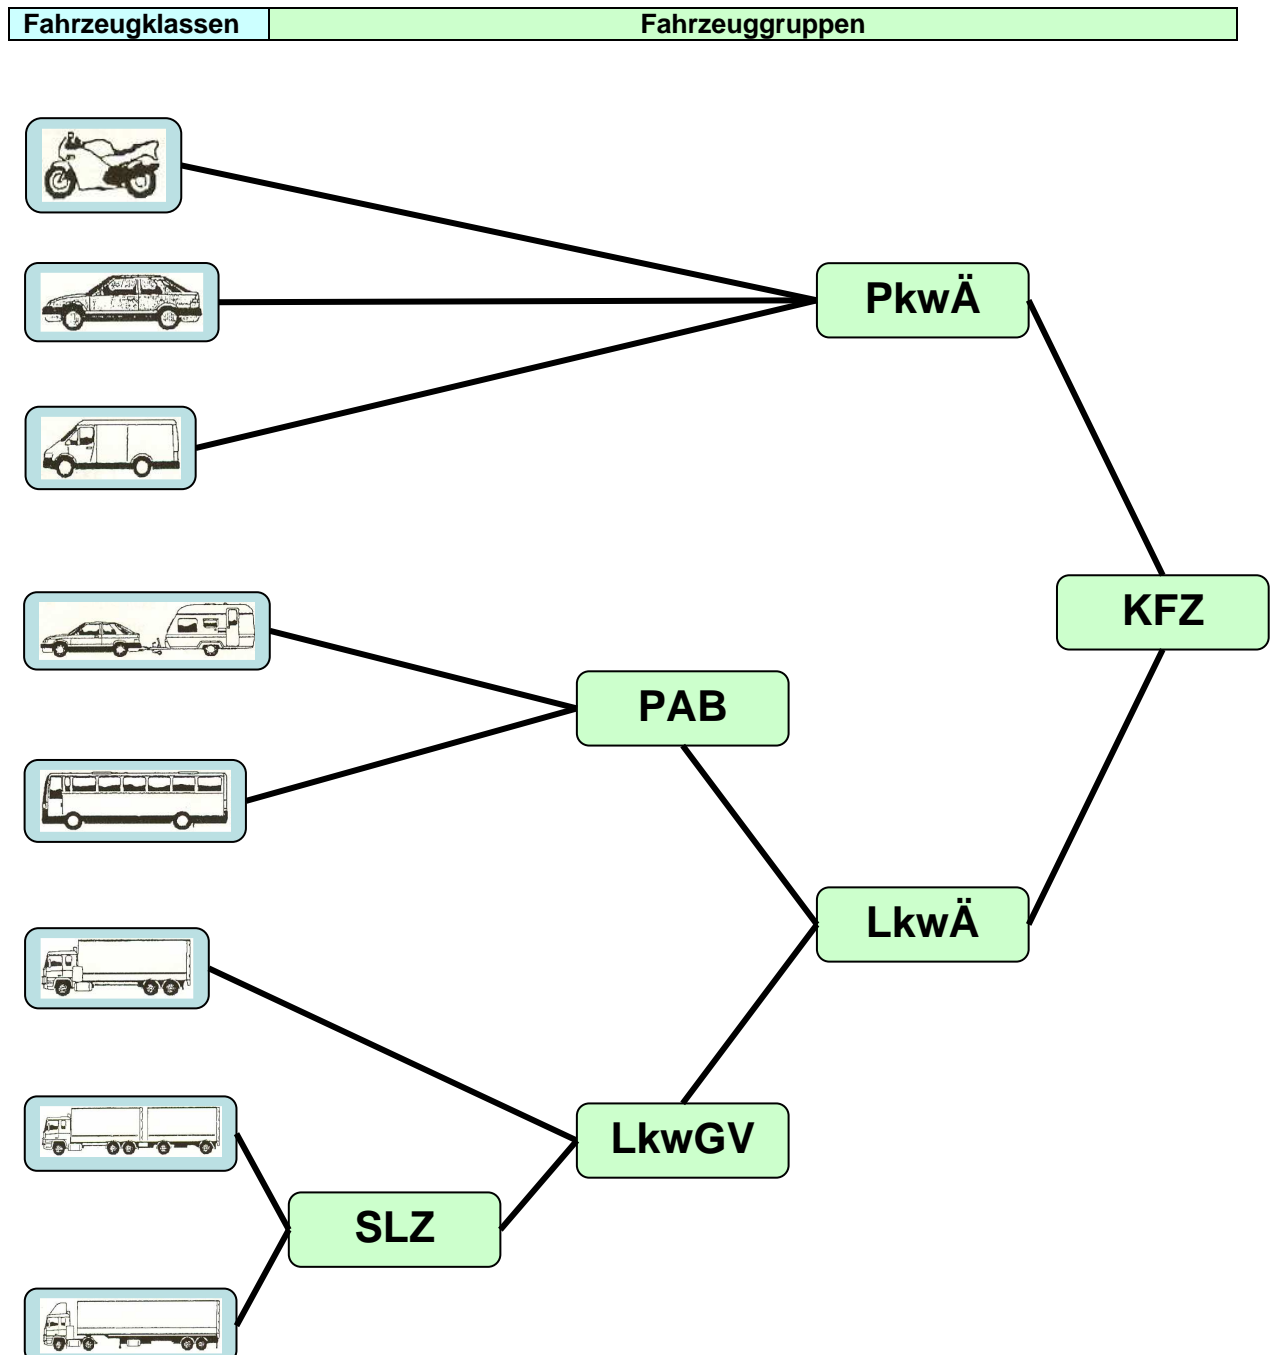 Fahrzeugklassen Fahrzeuggruppen
PkwÄ
KFZ
PAB
LkwÄ
LkwGV
SLZ